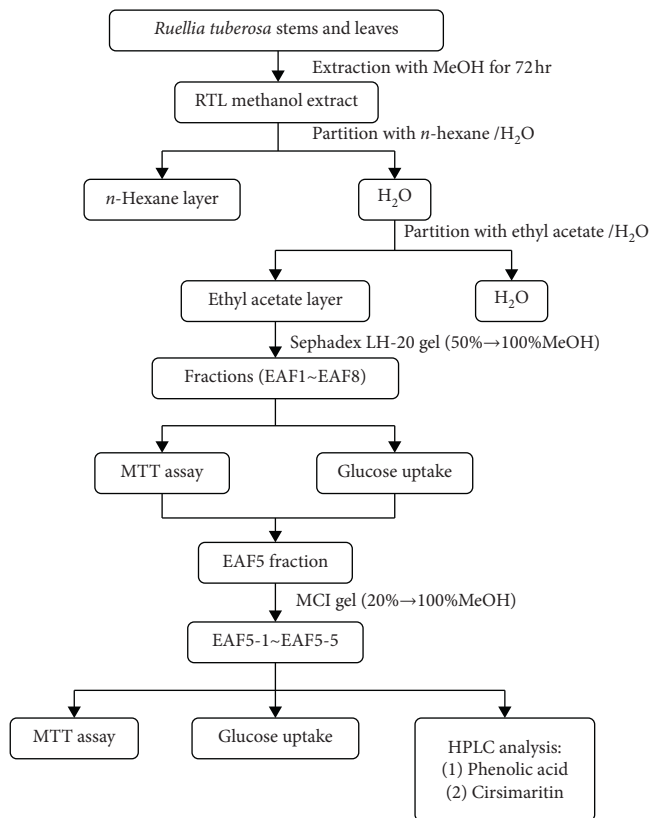 Ruellia tuberosa stems and leaves
Extraction with MeOH for 72hr
RTL methanol extract
Partition with n-hexane /H₂O
n-Hexane layer
H₂O
Partition with ethyl acetate /H₂O
Ethyl acetate layer
H₂O
Sephadex LH-20 gel (50%→100%MeOH)
Fractions (EAF1~EAF8)
MTT assay
Glucose uptake
EAF5 fraction
MCI gel (20%→100%MeOH)
EAF5-1~EAF5-5
MTT assay
Glucose uptake
HPLC analysis:
(1) Phenolic acid
(2) Cirsimaritin